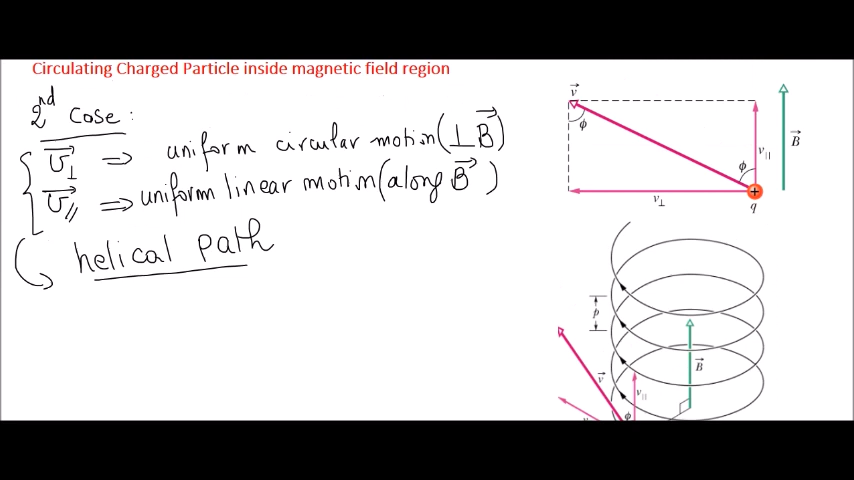 Circulating Charged Particle inside magnetic field region
2nd case:
v⊥ ⇒ uniform circular motion (⊥ B)
v// ⇒ uniform linear motion (along B)
helical path
v
ϕ
ϕ
v||
B
v⊥
+
q
p
B
v
v||
ϕ